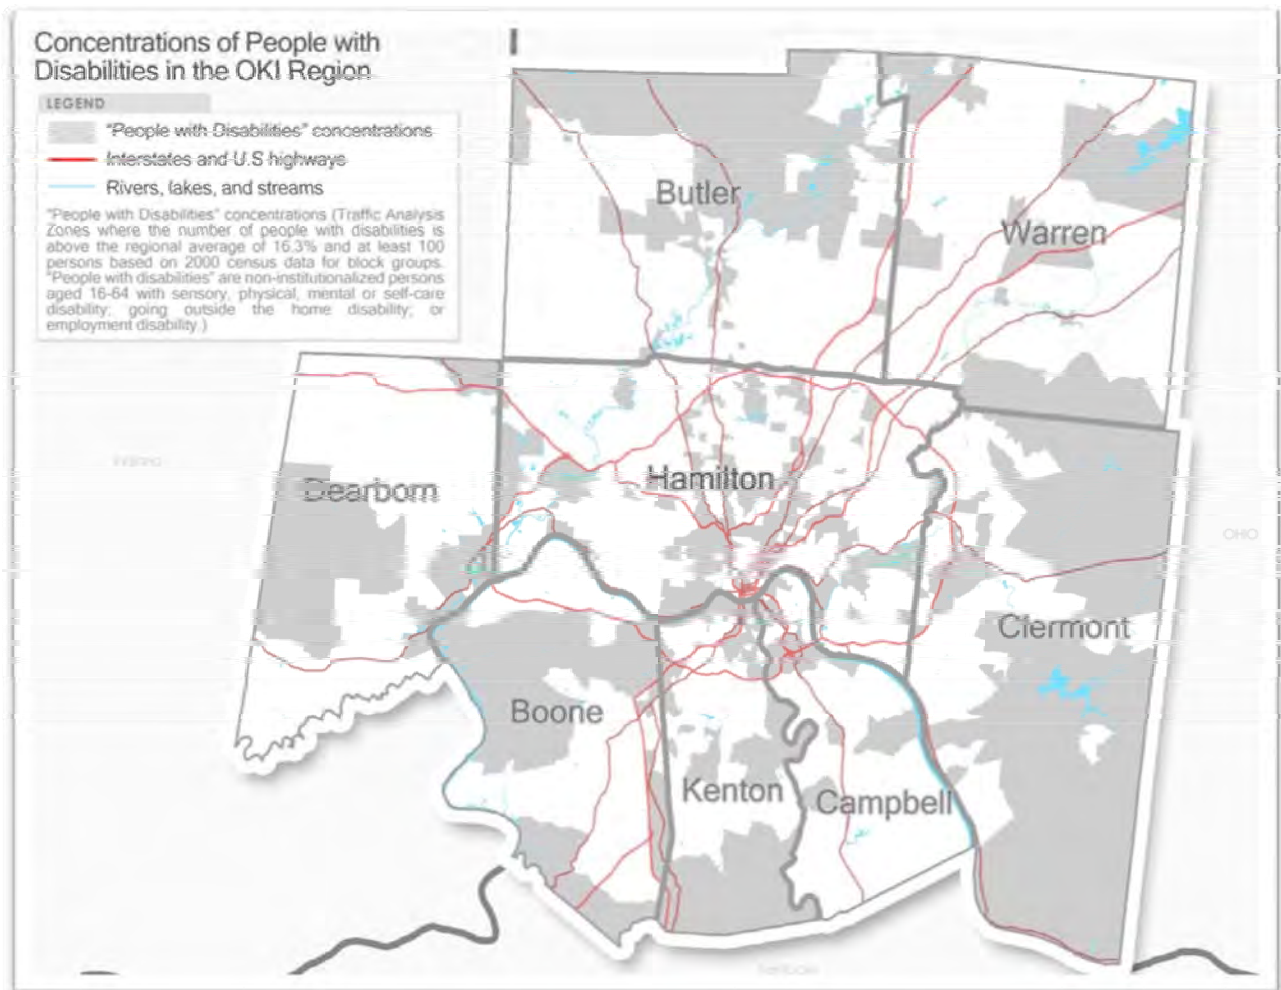 Concentrations of People with
Disabilities in the OKI Region
LEGEND
"People with Disabilities" concentrations
Interstates and U.S highways
Rivers, lakes, and streams
"People with Disabilities" concentrations (Traffic Analysis
Zones where the number of people with disabilities is
above the regional average of 16.3% and at least 100
persons based on 2000 census data for block groups.
"People with disabilities" are non-institutionalized persons
aged 16-64 with sensory, physical, mental or self-care
disability; going outside the home disability; or
employment disability.)
Butler
Warren
Hamilton
Dearborn
OHIO
Clermont
Boone
Kenton
Campbell